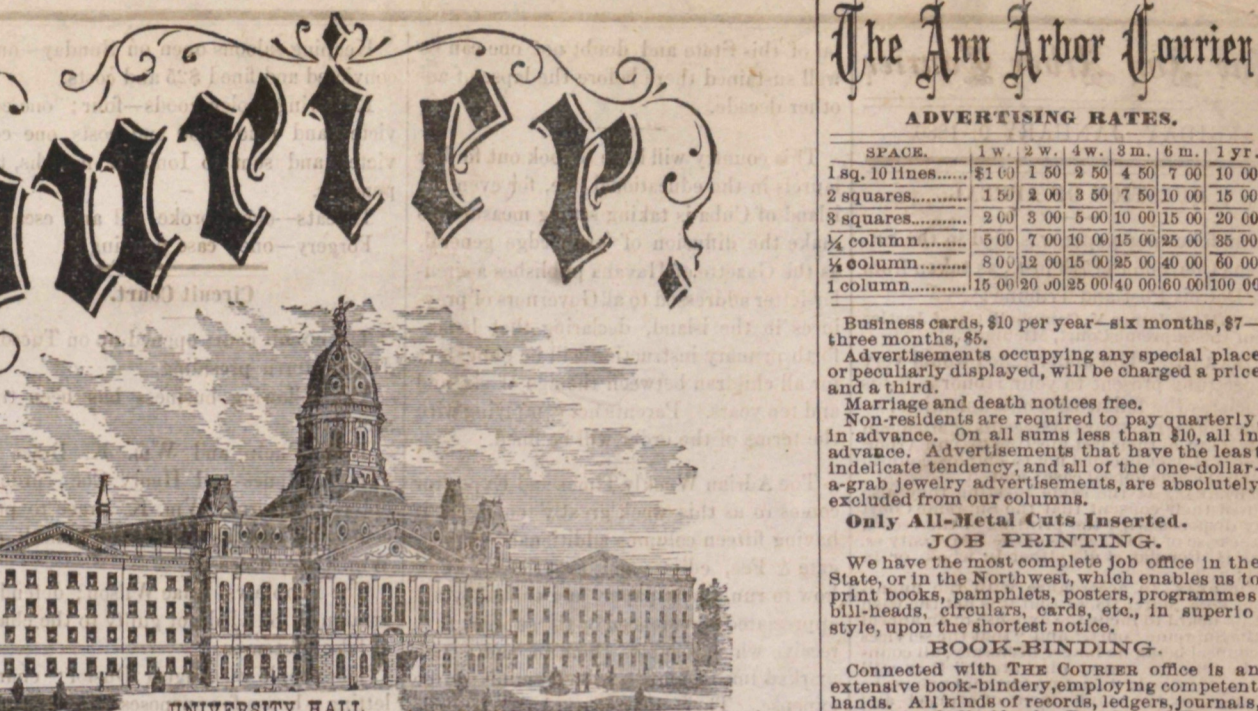 urier
UNIVERSITY HALL
The Ann Arbor Courier
ADVERTISING RATES.
SPACE. 1 w. 2 w. 4 w. 3 m. 6 m. 1 yr.
1 sq. 10 lines...... $1 00 1 50 2 50 4 50 7 00 10 00
2 squares.......... 1 50 2 00 3 50 7 50 10 00 15 00
3 squares.......... 2 00 3 00 5 00 10 00 15 00 20 00
¼ column......... 5 00 7 00 10 00 15 00 25 00 35 00
½ column......... 8 00 12 00 15 00 25 00 40 00 60 00
1 column.......... 15 00 20 00 25 00 40 00 60 00 100 00
Business cards, $10 per year—six months, $7—
three months, $5.
Advertisements occupying any special place
or peculiarly displayed, will be charged a price
and a third.
Marriage and death notices free.
Non-residents are required to pay quarterly
in advance. On all sums less than $10, all in
advance. Advertisements that have the least
indelicate tendency, and all of the one-dollar-
a-grab jewelry advertisements, are absolutely
excluded from our columns.
Only All-Metal Cuts Inserted.
JOB PRINTING.
We have the most complete job office in the
State, or in the Northwest, which enables us to
print books, pamphlets, posters, programmes
bill-heads, circulars, cards, etc., in superio
style, upon the shortest notice.
BOOK-BINDING.
Connected with THE COURIER office is an
extensive book-bindery, employing competent
hands. All kinds of records, ledgers, journals,